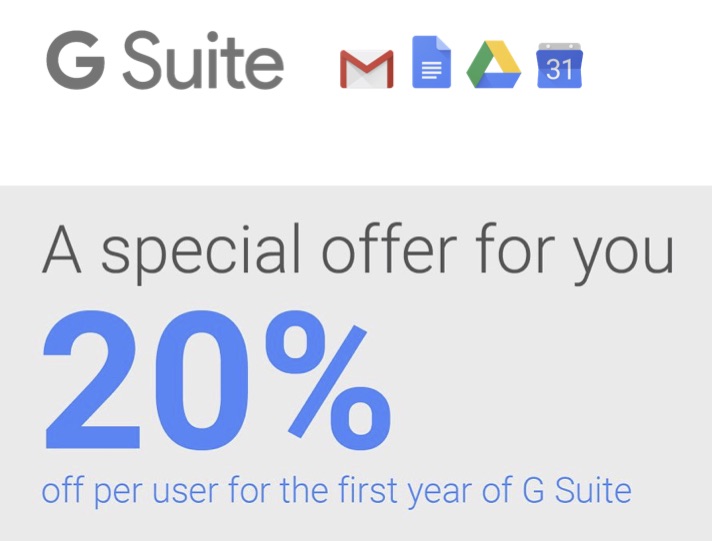 G Suite
31
A special offer for you
20%
off per user for the first year of G Suite